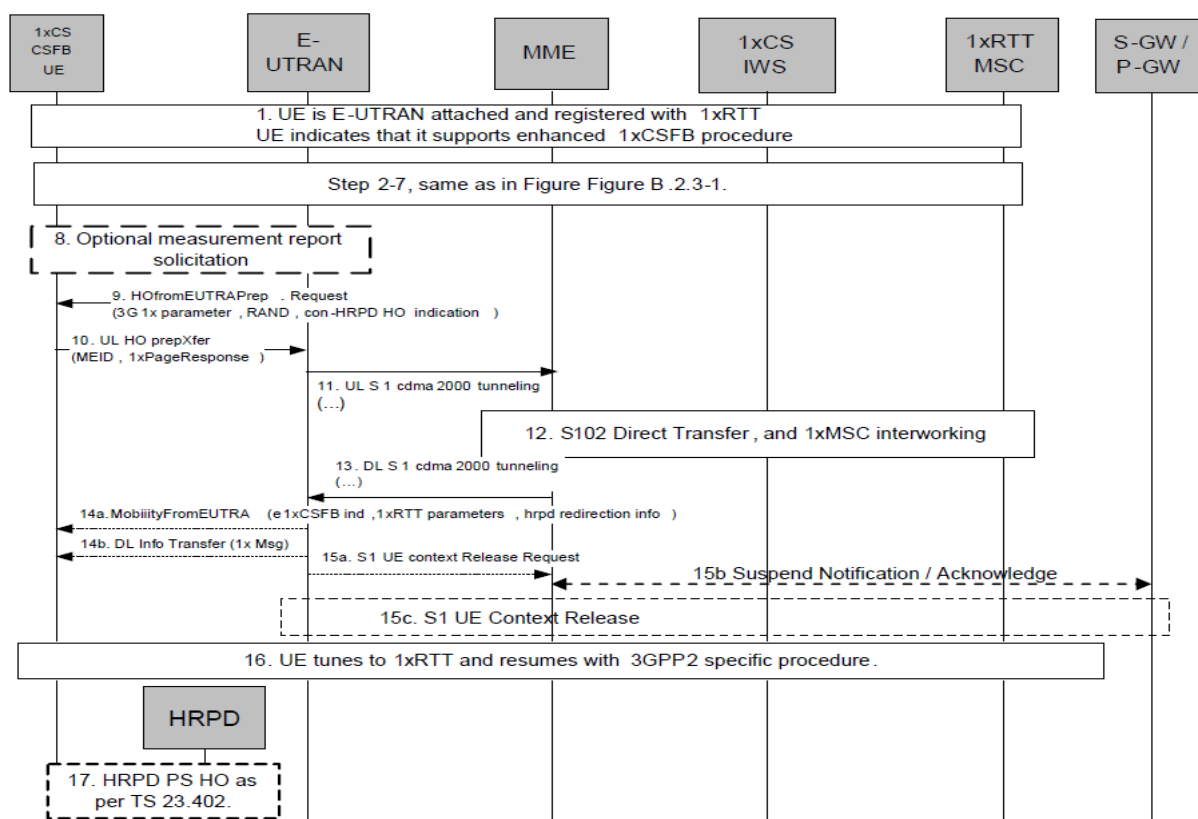 1xCS
CSFB
UE
E-
UTRAN
MME
1xCS
IWS
1xRTT
MSC
S-GW /
P-GW
1. UE is E-UTRAN attached and registered with 1xRTT
UE indicates that it supports enhanced 1xCSFB procedure
Step 2-7, same as in Figure Figure B.2.3-1.
8. Optional measurement report
solicitation
9. HOfromEUTRAPrep . Request
(3G 1x parameter , RAND , con-HRPD HO indication )
10. UL HO prepXfer
(MEID , 1xPageResponse )
11. UL S 1 cdma 2000 tunneling
(...)
12. S102 Direct Transfer , and 1xMSC interworking
13. DL S 1 cdma 2000 tunneling
(...)
14a. MobilityFromEUTRA (e1xCSFB ind ,1xRTT parameters , hrpd redirection info )
14b. DL Info Transfer (1x Msg)
15a. S1 UE context Release Request
15b Suspend Notification / Acknowledge
15c. S1 UE Context Release
16. UE tunes to 1xRTT and resumes with 3GPP2 specific procedure.
HRPD
17. HRPD PS HO as
per TS 23.402.